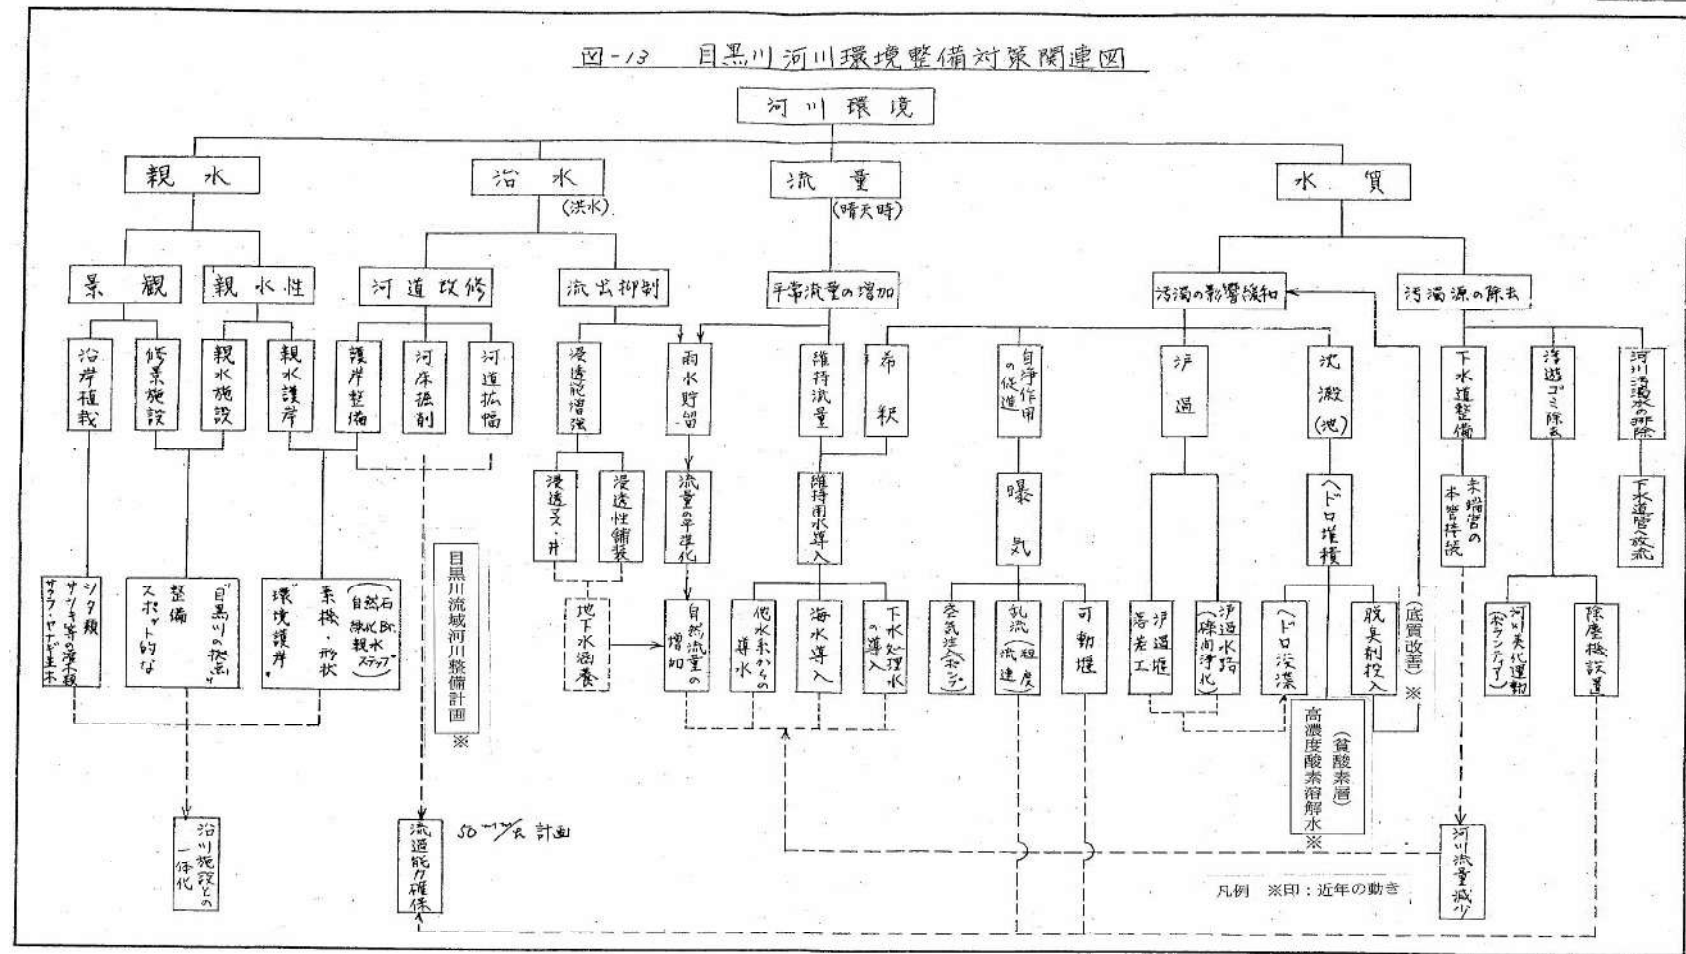 図-13 目黒川河川環境整備対策関連図
河川環境
親水
治水
(洪水)
流量
(晴天時)
水質
景観
親水性
河道改修
流出抑制
平常流量の増加
汚濁の影響緩和
汚濁源の除去
沿岸植栽
修景施設
親水施設
親水護岸
護岸整備
河床掘削
河道拡幅
浸透能増強
雨水貯留
維持流量
希釈
自浄作用
の促進
沪過
沈澱(池)
下水道整備
浮遊ゴミ除去
河川汚濁水の排除
浸透マス・井
浸透性舗装
流量の平準化
維持用水導入
曝気
ヘドロ堆積
末端管の
本管接続
下水道管放流
シダ類
サツキ等の灌木類
サクラ・ヤナギ主木
"目黒川の拠点"
整備
スポット的な
(自然石
緑化Br.
親水
ステップ)
素機・形状
環境護岸
目黒川流域河川整備計画 ※
地下水涵養
自然流量の
増加
他水系からの
導水
海水導入
下水処理水
の導入
空気注入(ポンプ)
乱流(粗度
流速)
可動堰
沪過堰
落差工
沪過水路
(礫間浄化)
ヘドロ浚渫
脱臭剤投入
(底質改善) ※
河川美化運動
(ボランティア)
除塵機設置
(貧酸素層)
高濃度酸素溶解水 ※
沿川施設との
一体化
流過能力確保
50mm/hr 計画
河川流量減少
凡例 ※印:近年の動き